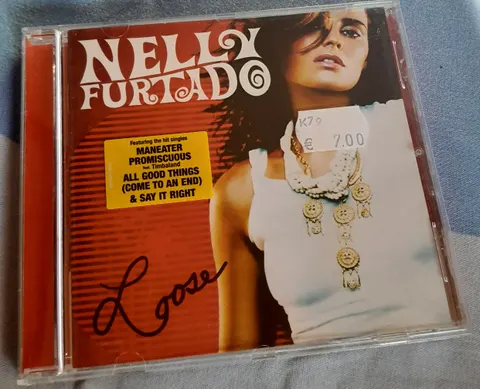 NELLY
FURTADO
Featuring the hit singles
MANEATER
PROMISCUOUS
feat. Timbaland
ALL GOOD THINGS
(COME TO AN END)
& SAY IT RIGHT
K79
€ 7,00
Loose